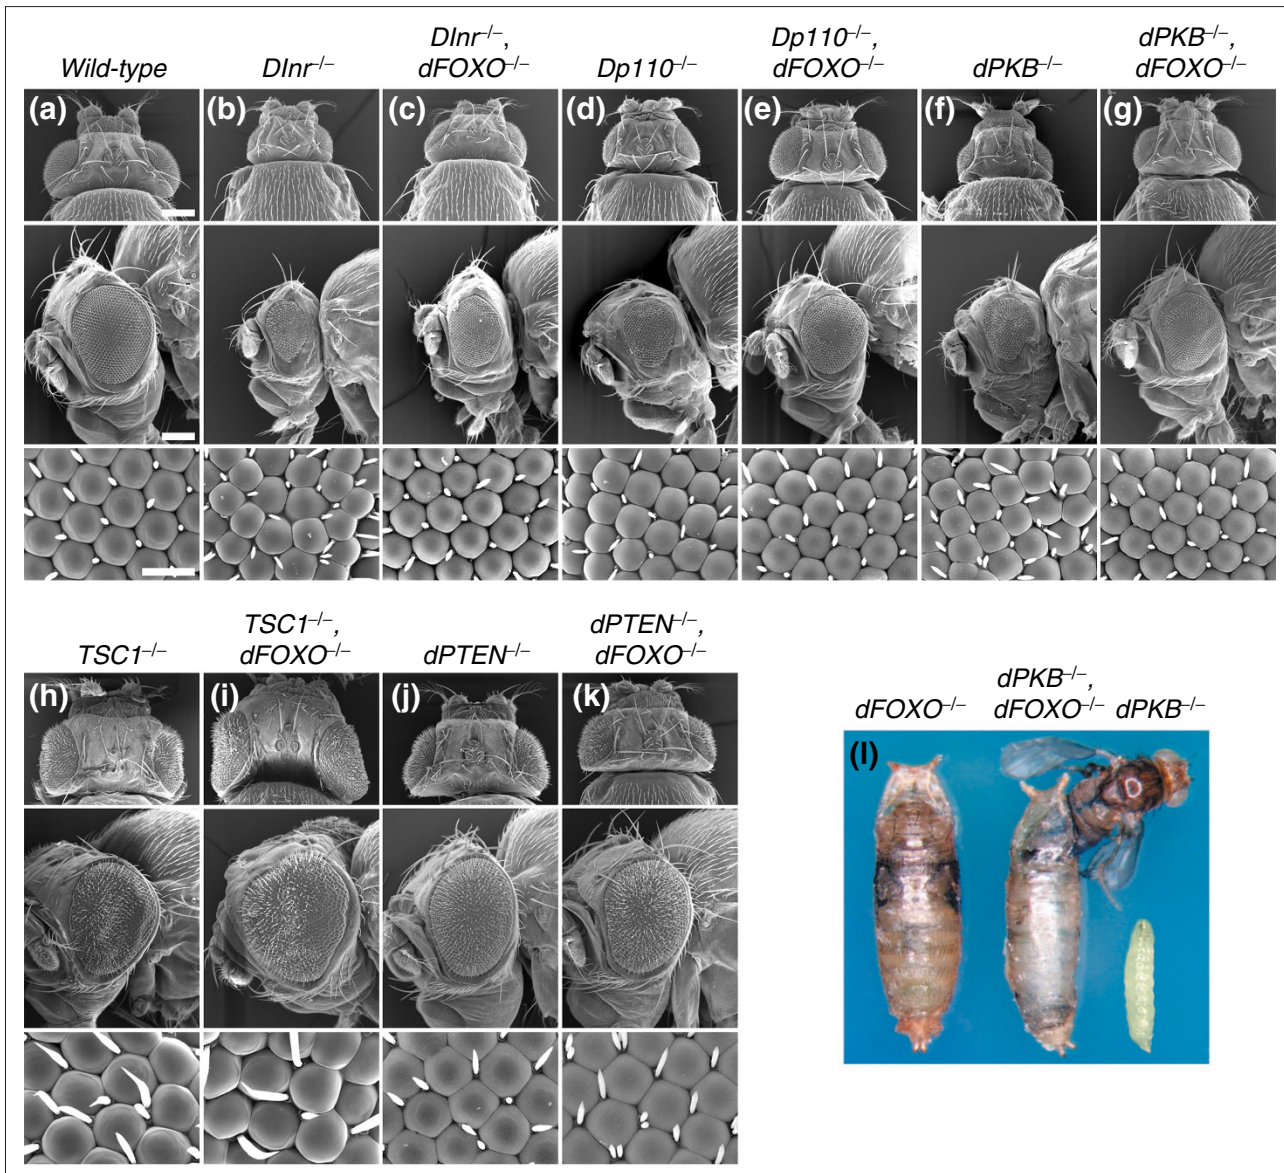 DInr–/–, Dp110–/–, dPKB–/–,
Wild-type DInr–/– dFOXO–/– Dp110–/– dFOXO–/– dPKB–/– dFOXO–/–
(a) (b) (c) (d) (e) (f) (g)
TSC1–/–, dPTEN–/–,
TSC1–/– dFOXO–/– dPTEN–/– dFOXO–/–
dPKB–/–,
dFOXO–/– dFOXO–/– dPKB–/–
(h) (i) (j) (k)
(l)